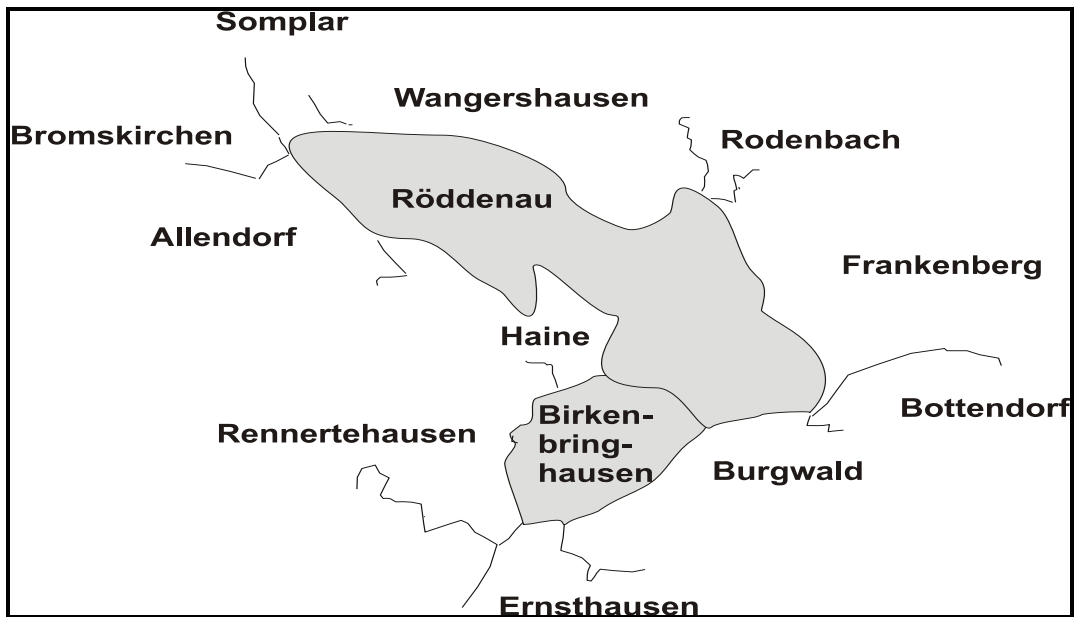 Somplar
Wangershausen
Bromskirchen
Rodenbach
Röddenau
Allendorf
Frankenberg
Haine
Bottendorf
Birken-
bring-
hausen
Rennertehausen
Burgwald
Ernsthausen